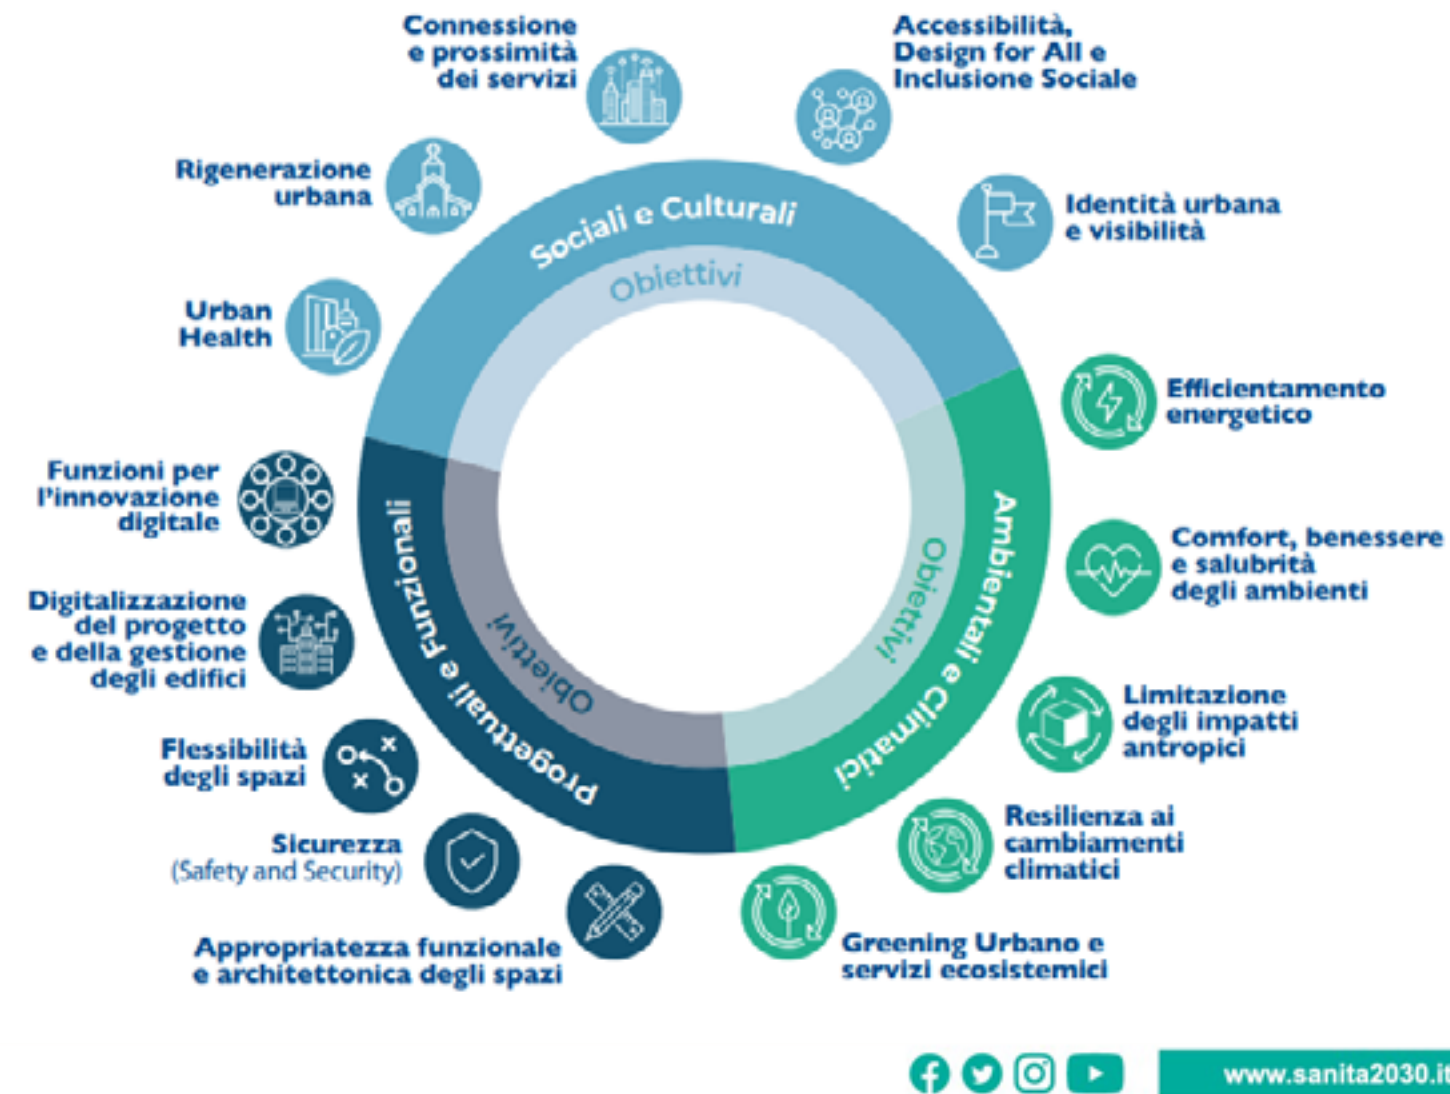 Connessione
e prossimità
dei servizi
Accessibilità,
Design for All e
Inclusione Sociale
Rigenerazione
urbana
Identità urbana
e visibilità
Urban
Health
Sociali e Culturali
Obiettivi
Efficientamento
energetico
Funzioni per
l'innovazione
digitale
Comfort, benessere
e salubrità
degli ambienti
Ambientali e Climatici
Obiettivi
Progettuali e Funzionali
Obiettivi
Digitalizzazione
del progetto
e della gestione
degli edifici
Limitazione
degli impatti
antropici
Flessibilità
degli spazi
Resilienza ai
cambiamenti
climatici
Sicurezza
(Safety and Security)
Appropriatezza funzionale
e architettonica degli spazi
Greening Urbano e
servizi ecosistemici
www.sanita2030.it